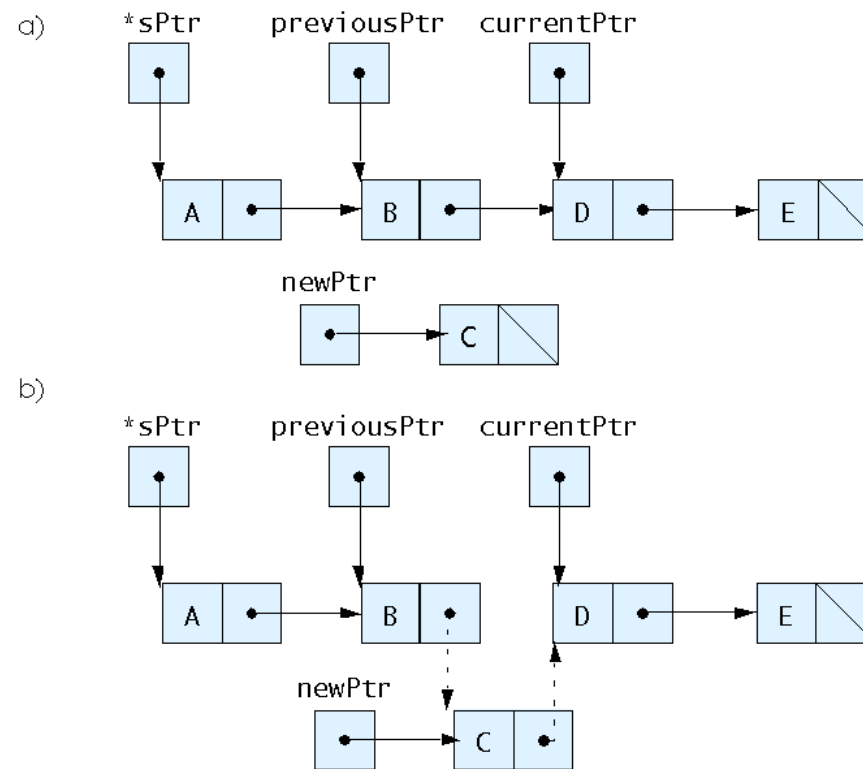 a)
*sPtr previousPtr currentPtr
A B D E
newPtr
C
b)
*sPtr previousPtr currentPtr
A B D E
newPtr
C